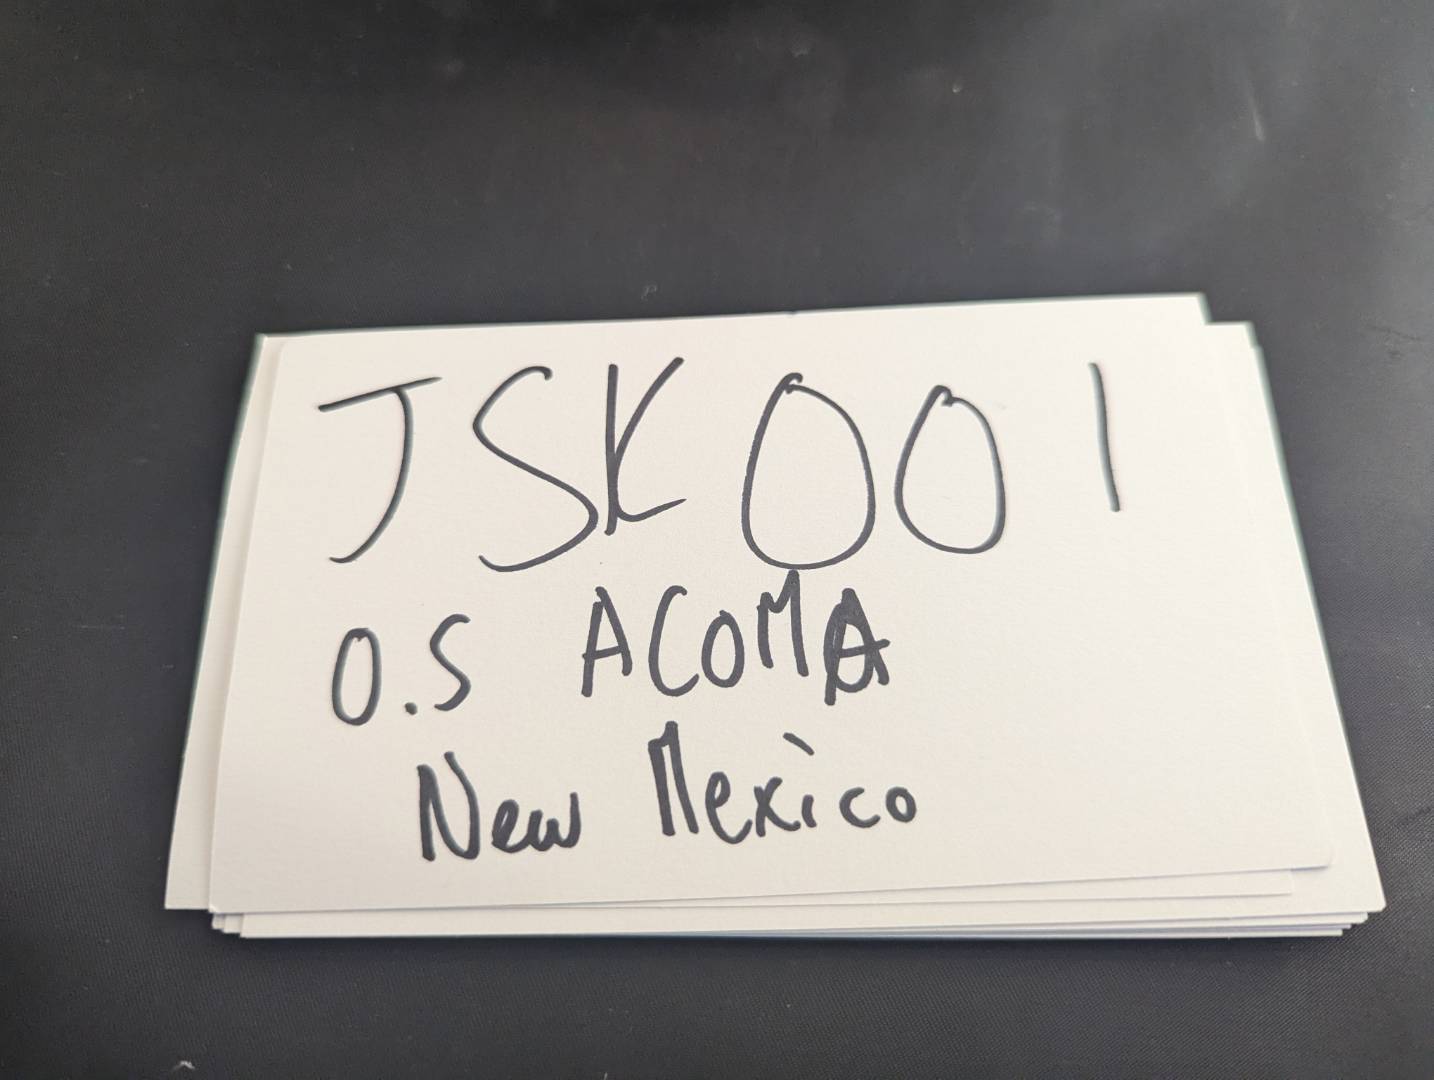 JSK001
O.S ACOMA
New Mexico